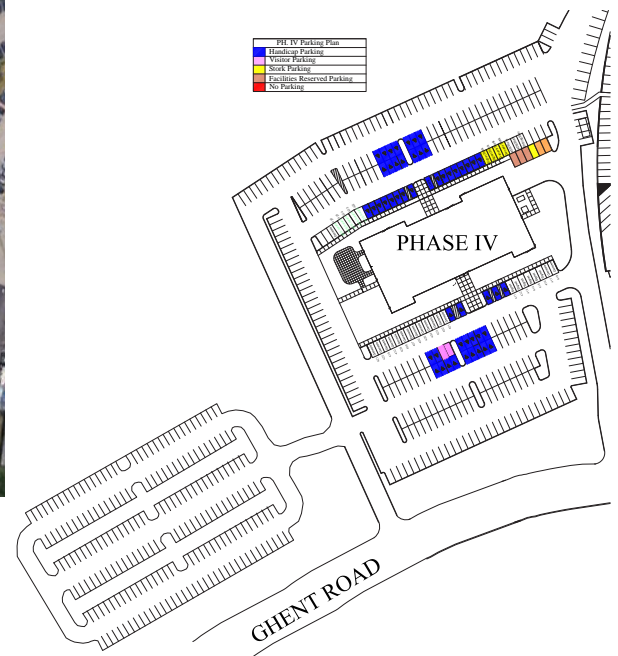 PH. IV Parking Plan
Handicap Parking
Visitor Parking
Stork Parking
Facilities Reserved Parking
No Parking
PHASE IV
GHENT ROAD